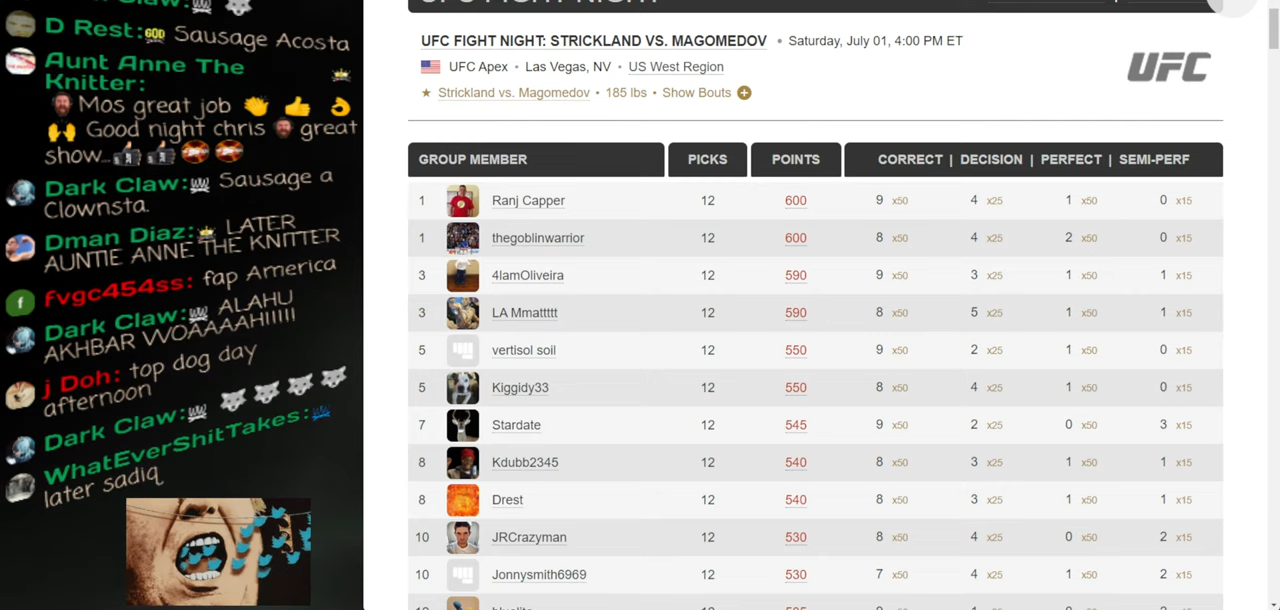 D Rest: GOD Sausage Acosta
Aunt Anne The
Knitter:
Mos great job
Good night chris great
show...
Dark Claw: Sausage a
Clownsta.
Dman Diaz: LATER
AUNTIE ANNE THE KNITTER
f fvgc454ss: fap America
Dark Claw: ALAHU
AKHBAR WOAAAAHIIIII
j Doh: top dog day
afternoon
Dark Claw:
WhatEverShitTakes:
later sadiq
UFC FIGHT NIGHT
UFC FIGHT NIGHT: STRICKLAND VS. MAGOMEDOV • Saturday, July 01, 4:00 PM ET
UFC Apex • Las Vegas, NV • US West Region
★ Strickland vs. Magomedov • 185 lbs • Show Bouts
UFC
GROUP MEMBER PICKS POINTS CORRECT | DECISION | PERFECT | SEMI-PERF
1 Ranj Capper 12 600 9 x50 4 x25 1 x50 0 x15
1 thegoblinwarrior 12 600 8 x50 4 x25 2 x50 0 x15
3 4IamOliveira 12 590 9 x50 3 x25 1 x50 1 x15
3 LA Mmattttt 12 590 8 x50 5 x25 1 x50 1 x15
5 vertisol soil 12 550 9 x50 2 x25 1 x50 0 x15
5 Kiggidy33 12 550 8 x50 4 x25 1 x50 0 x15
7 Stardate 12 545 9 x50 2 x25 0 x50 3 x15
8 Kdubb2345 12 540 8 x50 3 x25 1 x50 1 x15
8 Drest 12 540 8 x50 3 x25 1 x50 1 x15
10 JRCrazyman 12 530 8 x50 4 x25 0 x50 2 x15
10 Jonnysmith6969 12 530 7 x50 4 x25 1 x50 2 x15